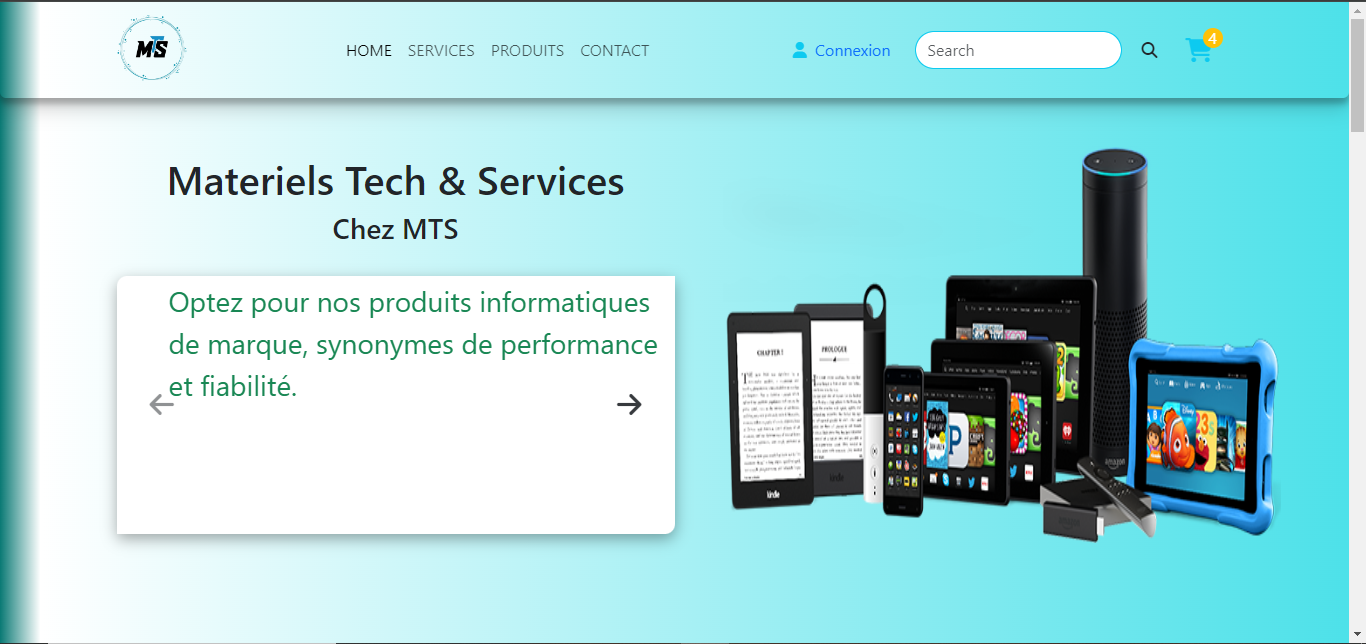 MTS
HOME SERVICES PRODUITS CONTACT
Connexion
Search
4
Materiels Tech & Services
Chez MTS
Optez pour nos produits informatiques
de marque, synonymes de performance
et fiabilité.
CHAPTER I
PROLOGUE
kindle
kindle
amazon
Disney